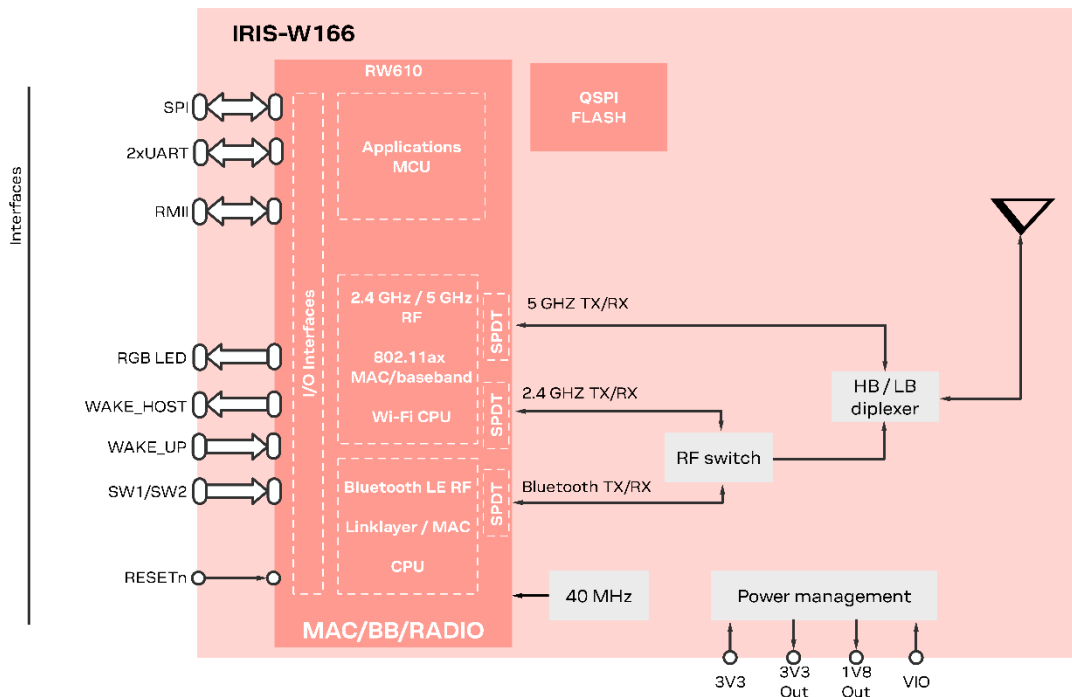 IRIS-W166
RW610
Interfaces
SPI
2xUART
RMII
RGB LED
WAKE_HOST
WAKE_UP
SW1/SW2
RESETn
I/O Interfaces
Applications
MCU
QSPI
FLASH
2.4 GHz / 5 GHz
RF
802.11ax
MAC/baseband
Wi-Fi CPU
SPDT
SPDT
Bluetooth LE RF
Linklayer / MAC
CPU
SPDT
MAC/BB/RADIO
5 GHZ TX/RX
2.4 GHZ TX/RX
Bluetooth TX/RX
RF switch
HB / LB
diplexer
40 MHz
Power management
3V3
3V3
Out
1V8
Out
VIO